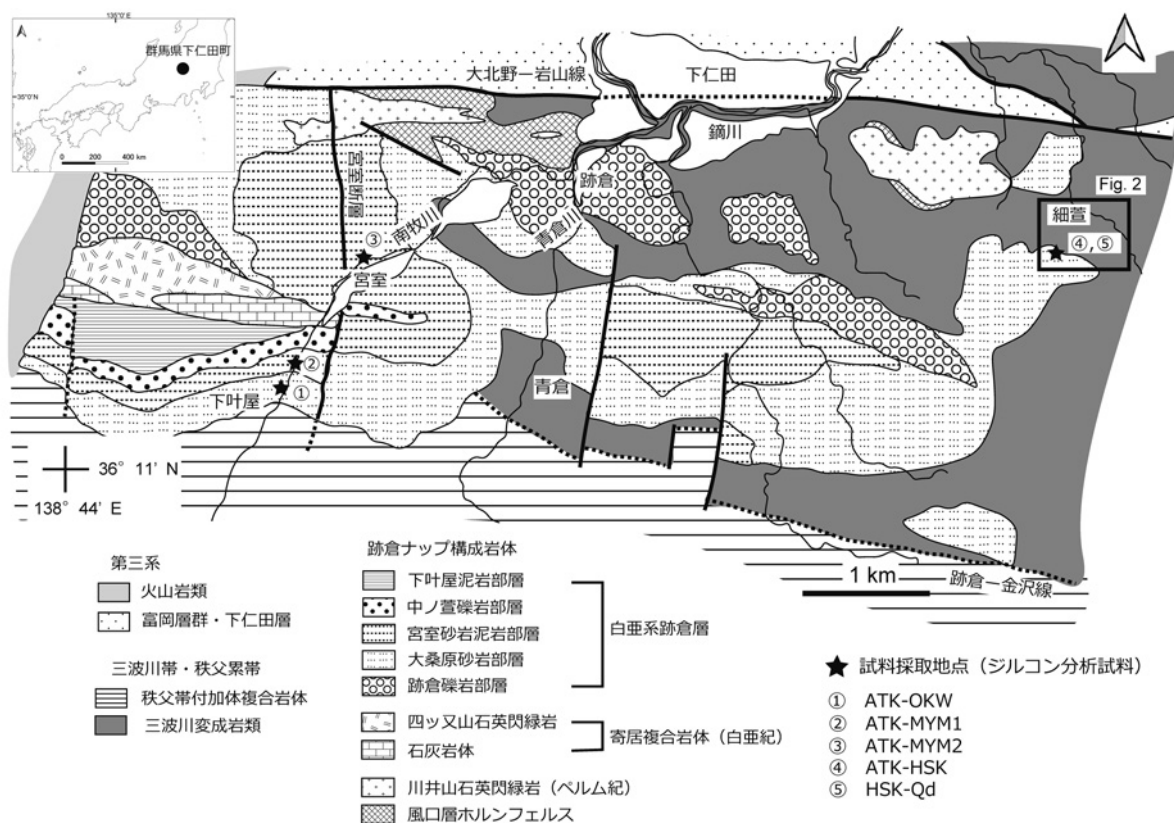 138°0′ E
群馬県下仁田町
35°0′N
0 200 400 km
大北野ー岩山線
下仁田
鏑川
宮室断層
跡倉
Fig. 2
細萱
④,⑤
③
南牧川
青倉川
宮室
②
①
下叶屋
青倉
36° 11′ N
138° 44′ E
1 km
跡倉ー金沢線
第三系
火山岩類
富岡層群・下仁田層
三波川帯・秩父累帯
秩父帯付加体複合岩体
三波川変成岩類
跡倉ナップ構成岩体
下叶屋泥岩部層
中ノ萱礫岩部層
宮室砂岩泥岩部層
大桑原砂岩部層
跡倉礫岩部層
白亜系跡倉層
四ッ又山石英閃緑岩
石灰岩体
寄居複合岩体（白亜紀）
川井山石英閃緑岩（ペルム紀）
風口層ホルンフェルス
試料採取地点（ジルコン分析試料）
① ATK-OKW
② ATK-MYM1
③ ATK-MYM2
④ ATK-HSK
⑤ HSK-Qd